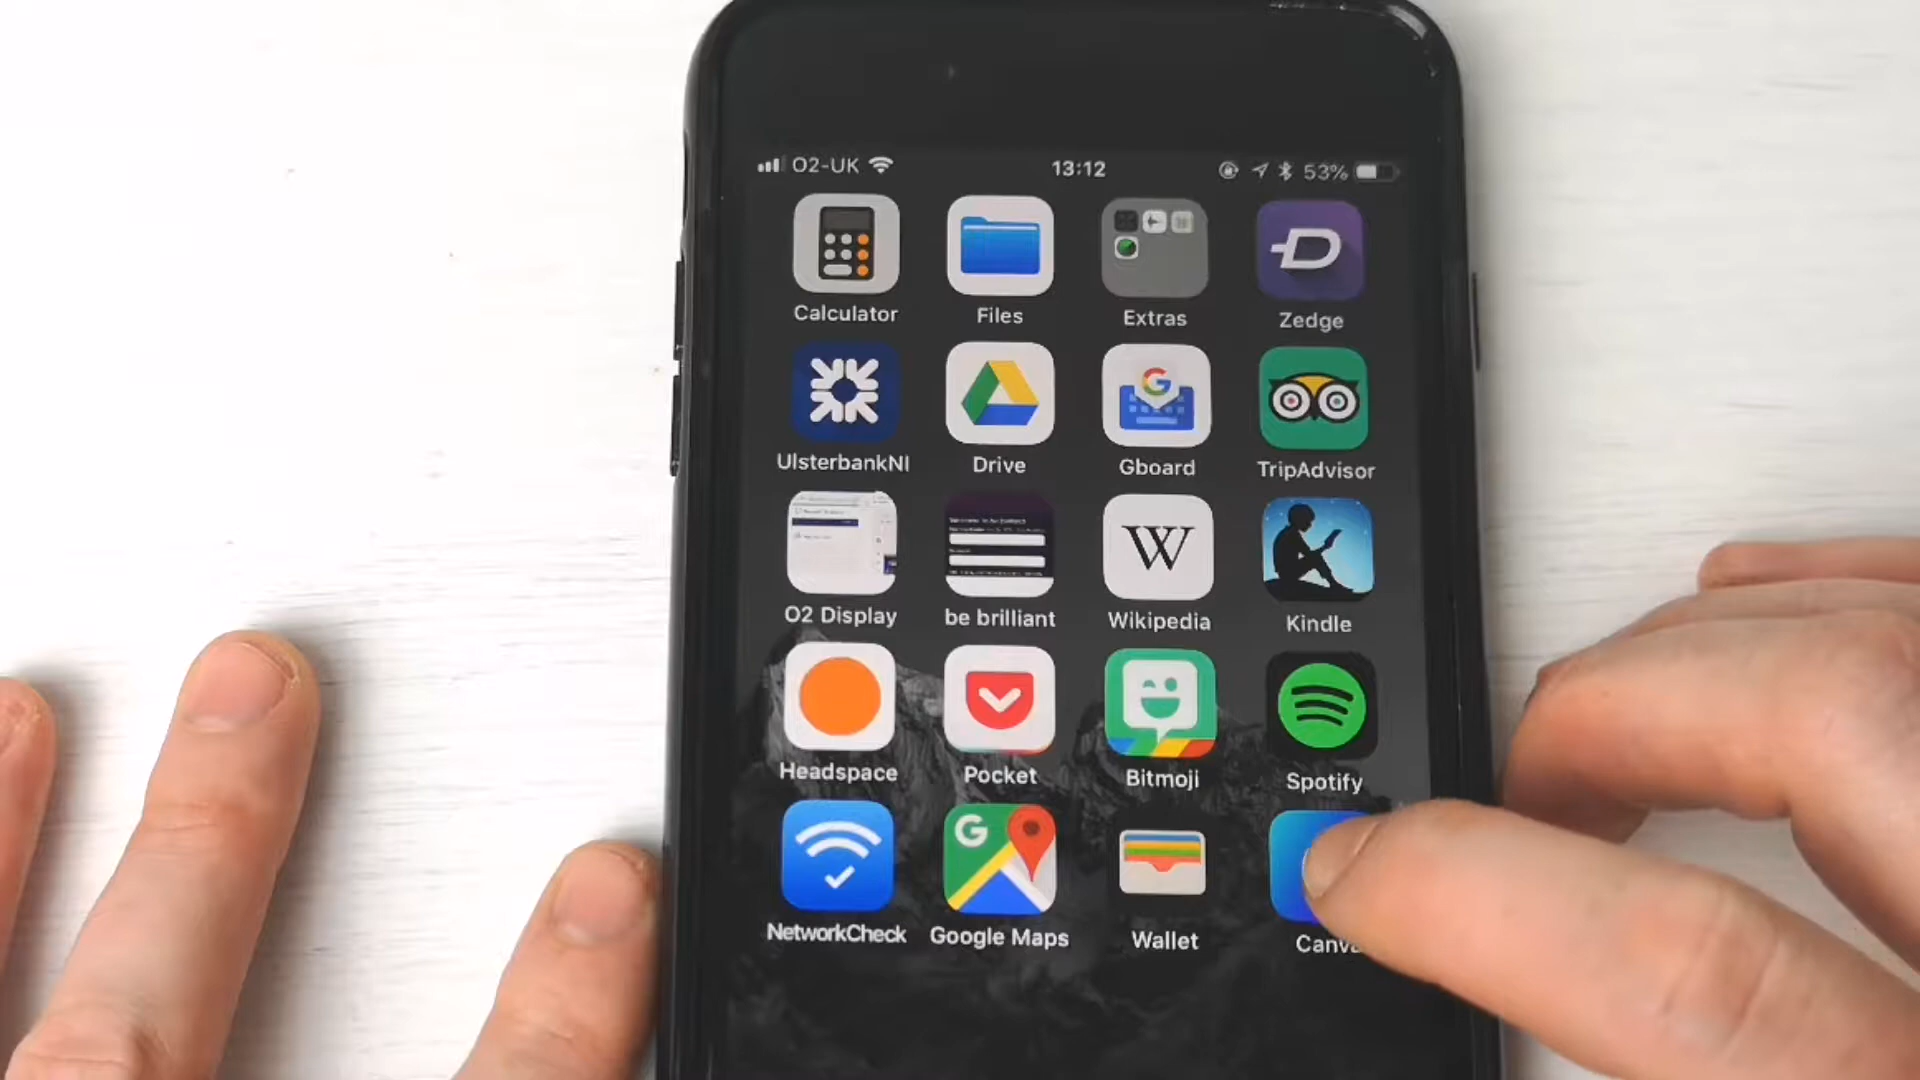 O2-UK 13:12 53%
Calculator Files Extras Zedge
UlsterbankNI Drive Gboard TripAdvisor
O2 Display be brilliant Wikipedia Kindle
Headspace Pocket Bitmoji Spotify
NetworkCheck Google Maps Wallet Canva